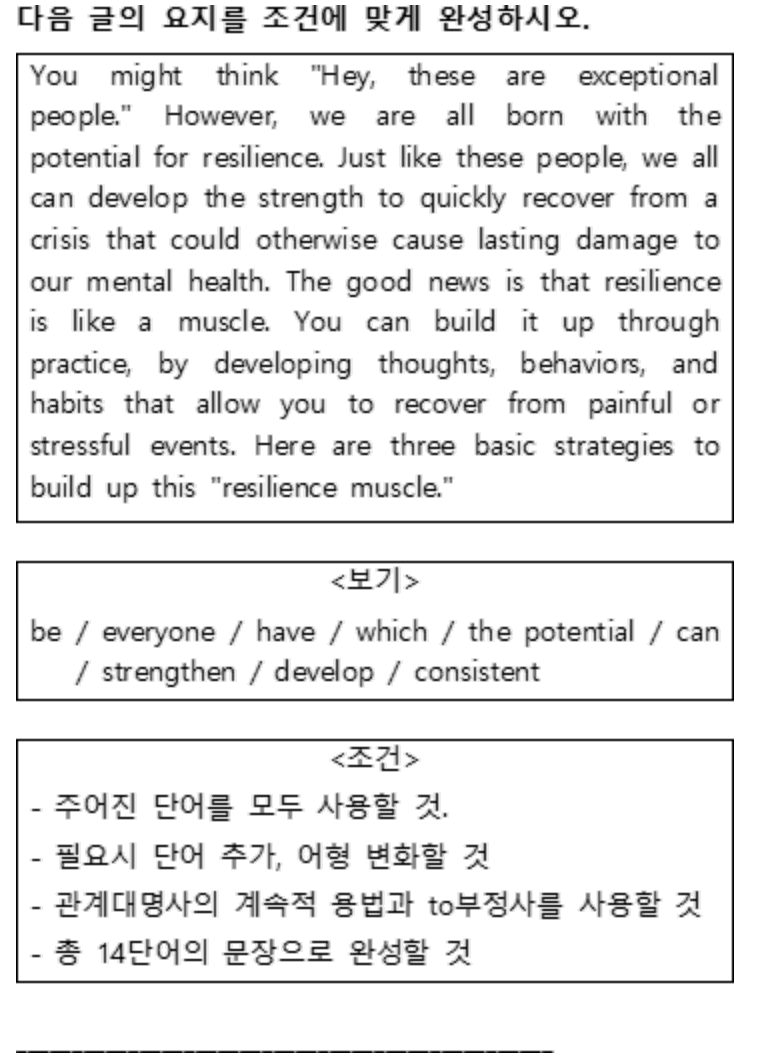 다음 글의 요지를 조건에 맞게 완성하시오.
You might think "Hey, these are exceptional
people." However, we are all born with the
potential for resilience. Just like these people, we all
can develop the strength to quickly recover from a
crisis that could otherwise cause lasting damage to
our mental health. The good news is that resilience
is like a muscle. You can build it up through
practice, by developing thoughts, behaviors, and
habits that allow you to recover from painful or
stressful events. Here are three basic strategies to
build up this "resilience muscle."
<보기>
be / everyone / have / which / the potential / can
/ strengthen / develop / consistent
<조건>
- 주어진 단어를 모두 사용할 것.
- 필요시 단어 추가, 어형 변화할 것
- 관계대명사의 계속적 용법과 to부정사를 사용할 것
- 총 14단어의 문장으로 완성할 것